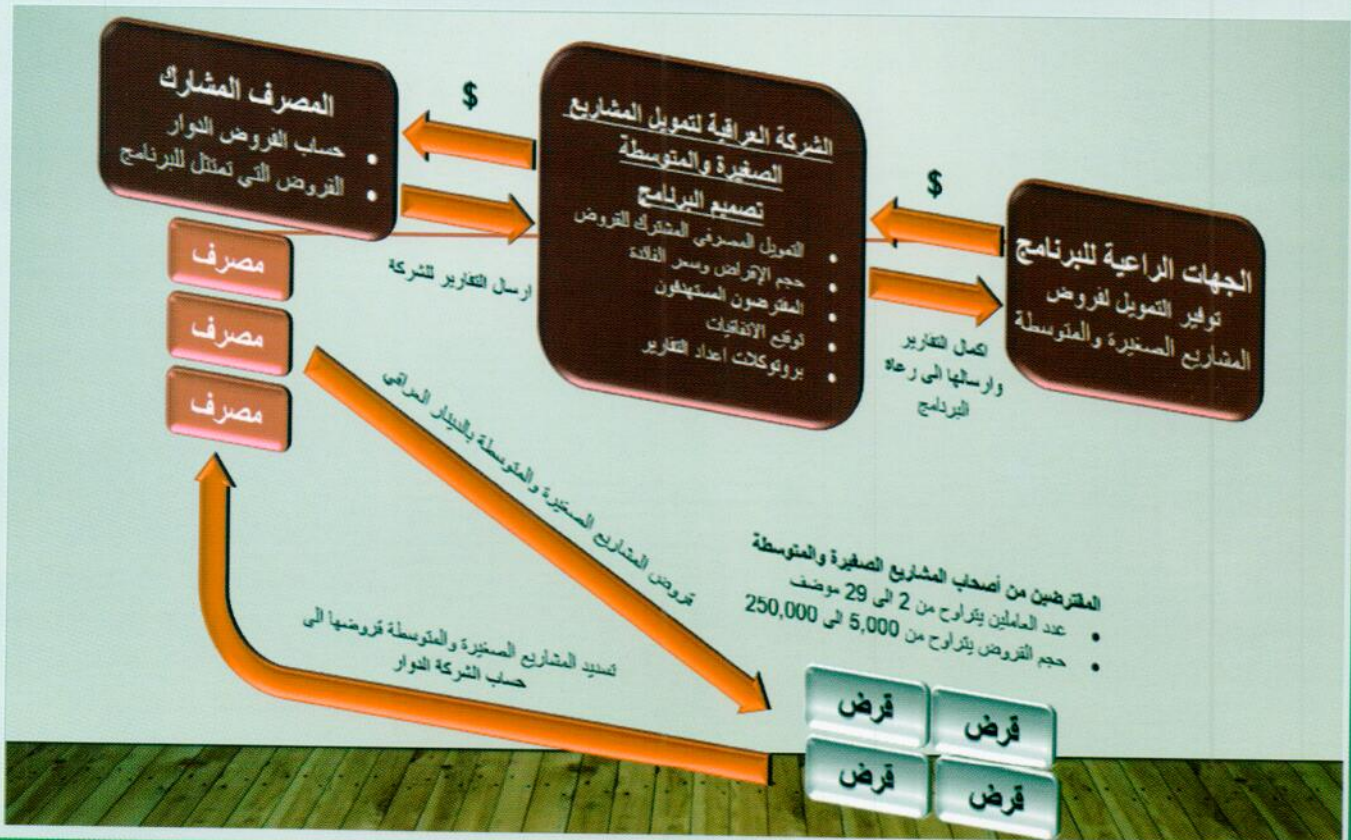 المصرف المشارك
• حساب القروض الدوار
• القروض التي تمتثل للبرنامج
$
الشركة العراقية لتمويل المشاريع
الصغيرة والمتوسطة
تصميم البرنامج
• التمويل المصرفي المشترك للقروض
• حجم الإقراض وسعر الفائدة
• المقترضون المستهدفون
• توقيع الاتفاقيات
• بروتوكلات اعداد التقارير
$
الجهات الراعية للبرنامج
توفير التمويل لقروض
المشاريع الصغيرة والمتوسطة
ارسال التقارير للشركة
اكمال التقارير
وارسالها الى رعاة
البرنامج
مصرف
مصرف
مصرف
قروض المشاريع الصغيرة والمتوسطة بالدينار العراقي
تسديد المشاريع الصغيرة والمتوسطة قروضها الى
حساب الشركة الدوار
المقترضين من أصحاب المشاريع الصغيرة والمتوسطة
• عدد العاملين يتراوح من 2 الى 29 موضف
• حجم القروض يتراوح من 5,000 الى 250,000
قرض
قرض
قرض
قرض